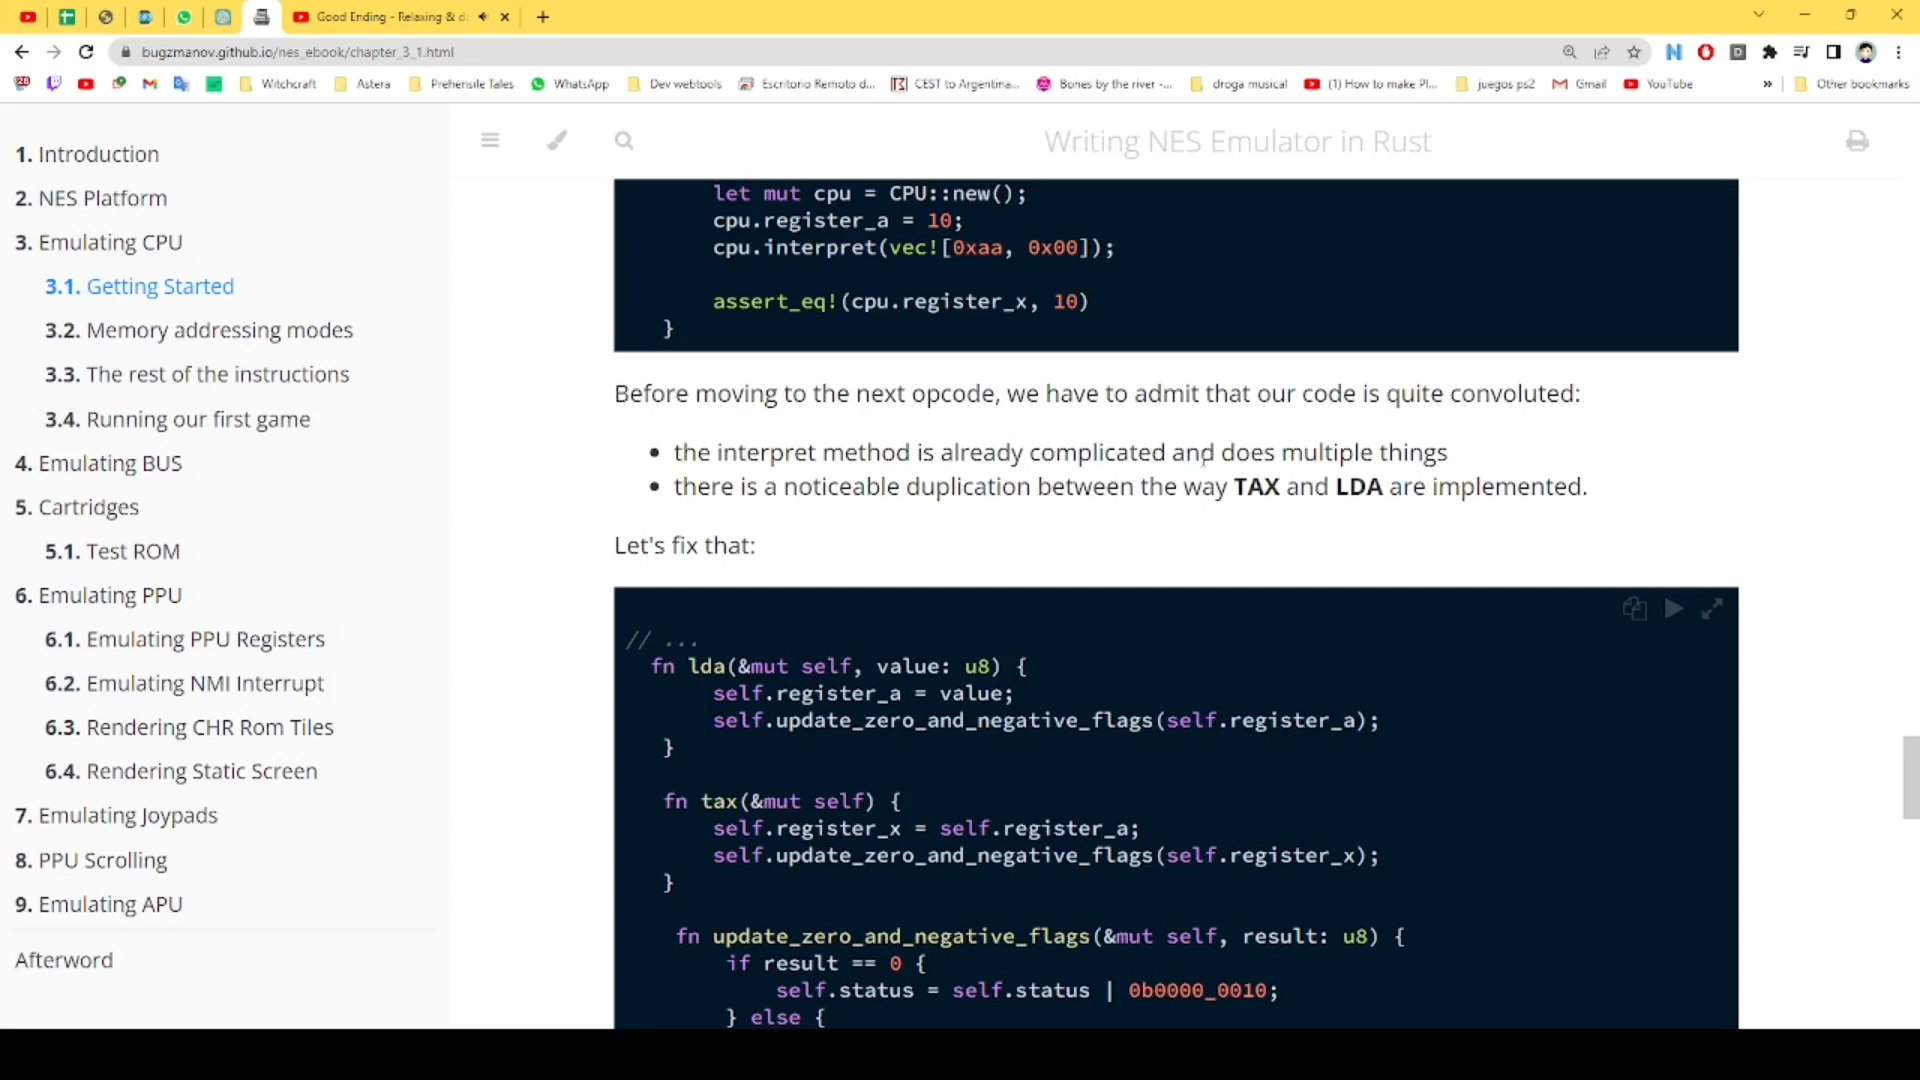 Good Ending - Relaxing & d
bugzmanov.github.io/nes_ebook/chapter_3_1.html
Witchcraft
Astera
Prehensile Tales
WhatsApp
Dev webtools
Escritorio Remoto d...
CEST to Argentina...
Bones by the river -...
droga musical
(1) How to make Pl...
juegos ps2
Gmail
YouTube
»
Other bookmarks
1. Introduction
2. NES Platform
3. Emulating CPU
3.1. Getting Started
3.2. Memory addressing modes
3.3. The rest of the instructions
3.4. Running our first game
4. Emulating BUS
5. Cartridges
5.1. Test ROM
6. Emulating PPU
6.1. Emulating PPU Registers
6.2. Emulating NMI Interrupt
6.3. Rendering CHR Rom Tiles
6.4. Rendering Static Screen
7. Emulating Joypads
8. PPU Scrolling
9. Emulating APU
Afterword
Writing NES Emulator in Rust
let mut cpu = CPU::new();
cpu.register_a = 10;
cpu.interpret(vec![0xaa, 0x00]);
assert_eq!(cpu.register_x, 10)
}
Before moving to the next opcode, we have to admit that our code is quite convoluted:
• the interpret method is already complicated and does multiple things
• there is a noticeable duplication between the way TAX and LDA are implemented.
Let's fix that:
// ...
fn lda(&mut self, value: u8) {
self.register_a = value;
self.update_zero_and_negative_flags(self.register_a);
}
fn tax(&mut self) {
self.register_x = self.register_a;
self.update_zero_and_negative_flags(self.register_x);
}
fn update_zero_and_negative_flags(&mut self, result: u8) {
if result == 0 {
self.status = self.status | 0b0000_0010;
} else {